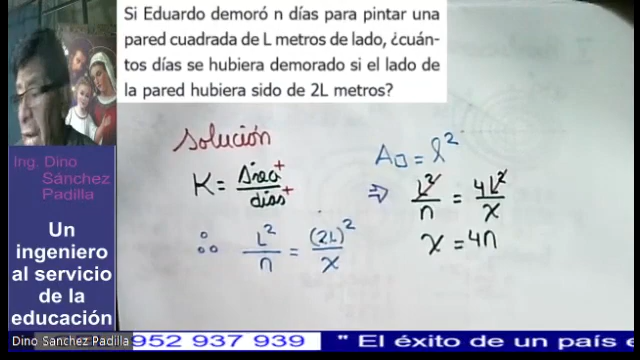 Si Eduardo demoró n días para pintar una
pared cuadrada de L metros de lado, ¿cuán-
tos días se hubiera demorado si el lado de
la pared hubiera sido de 2L metros?
Solución
K = Área+ / días+
A□ = l²
⇒ L²/n = 4L²/x
∴ L²/n = (2L)²/x
x = 4n
Ing. Dino
Sánchez
Padilla
Un
ingeniero
al servicio
de la
educación
Dino Sanchez Padilla
952 937 939 " El éxito de un país e